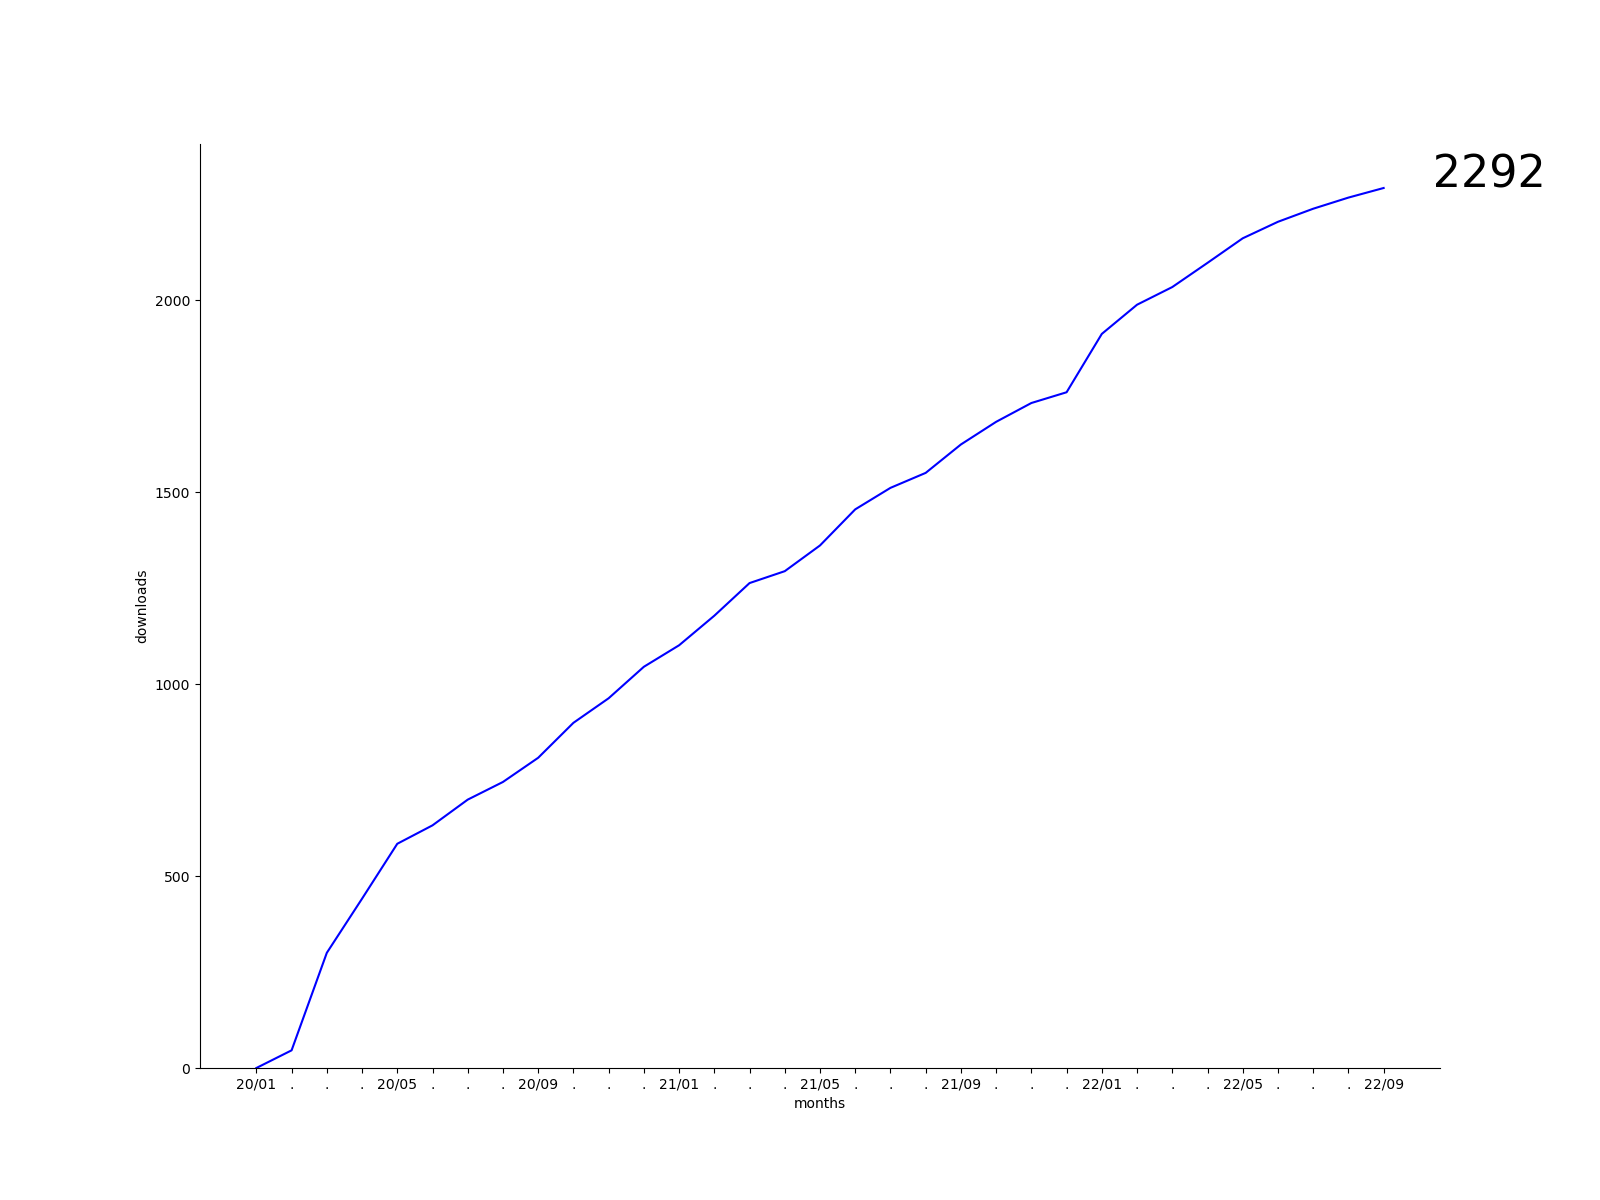 2292
2000
1500
downloads
1000
500
0
20/01 . . . 20/05 . . . 20/09 . . . 21/01 . . . 21/05 . . . 21/09 . . . 22/01 . . . 22/05 . . . 22/09
months